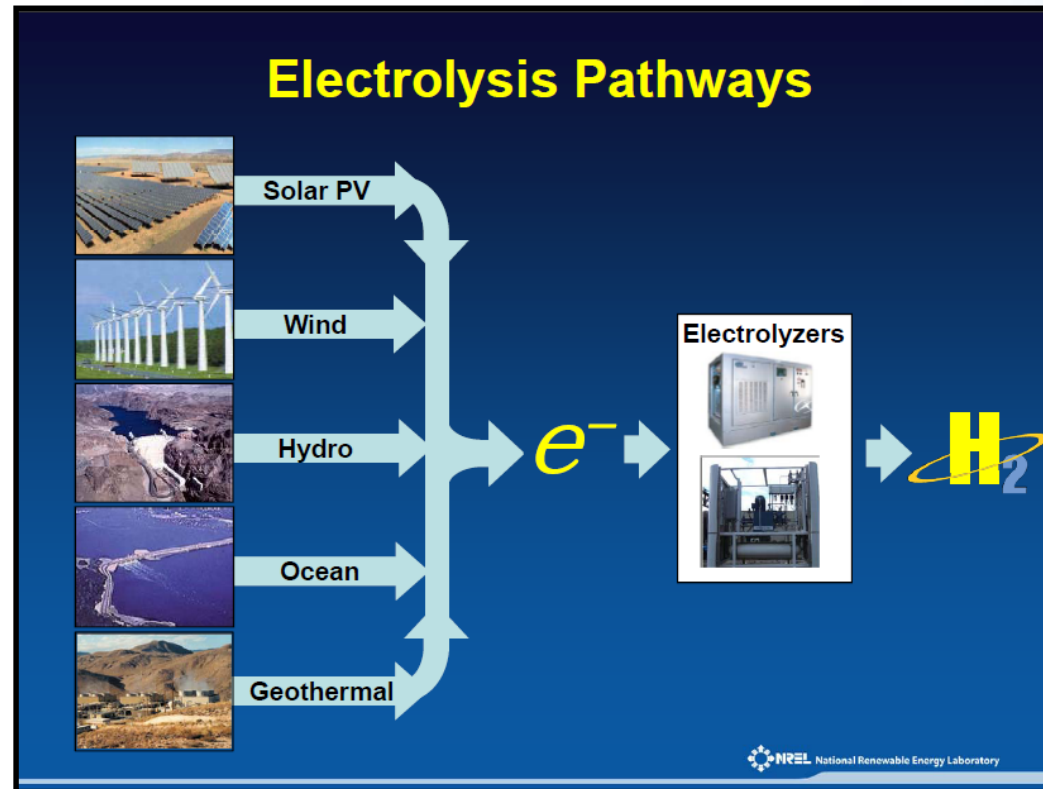 Electrolysis Pathways
Solar PV
Wind
Hydro
Ocean
Geothermal
e−
Electrolyzers
H2
NREL National Renewable Energy Laboratory